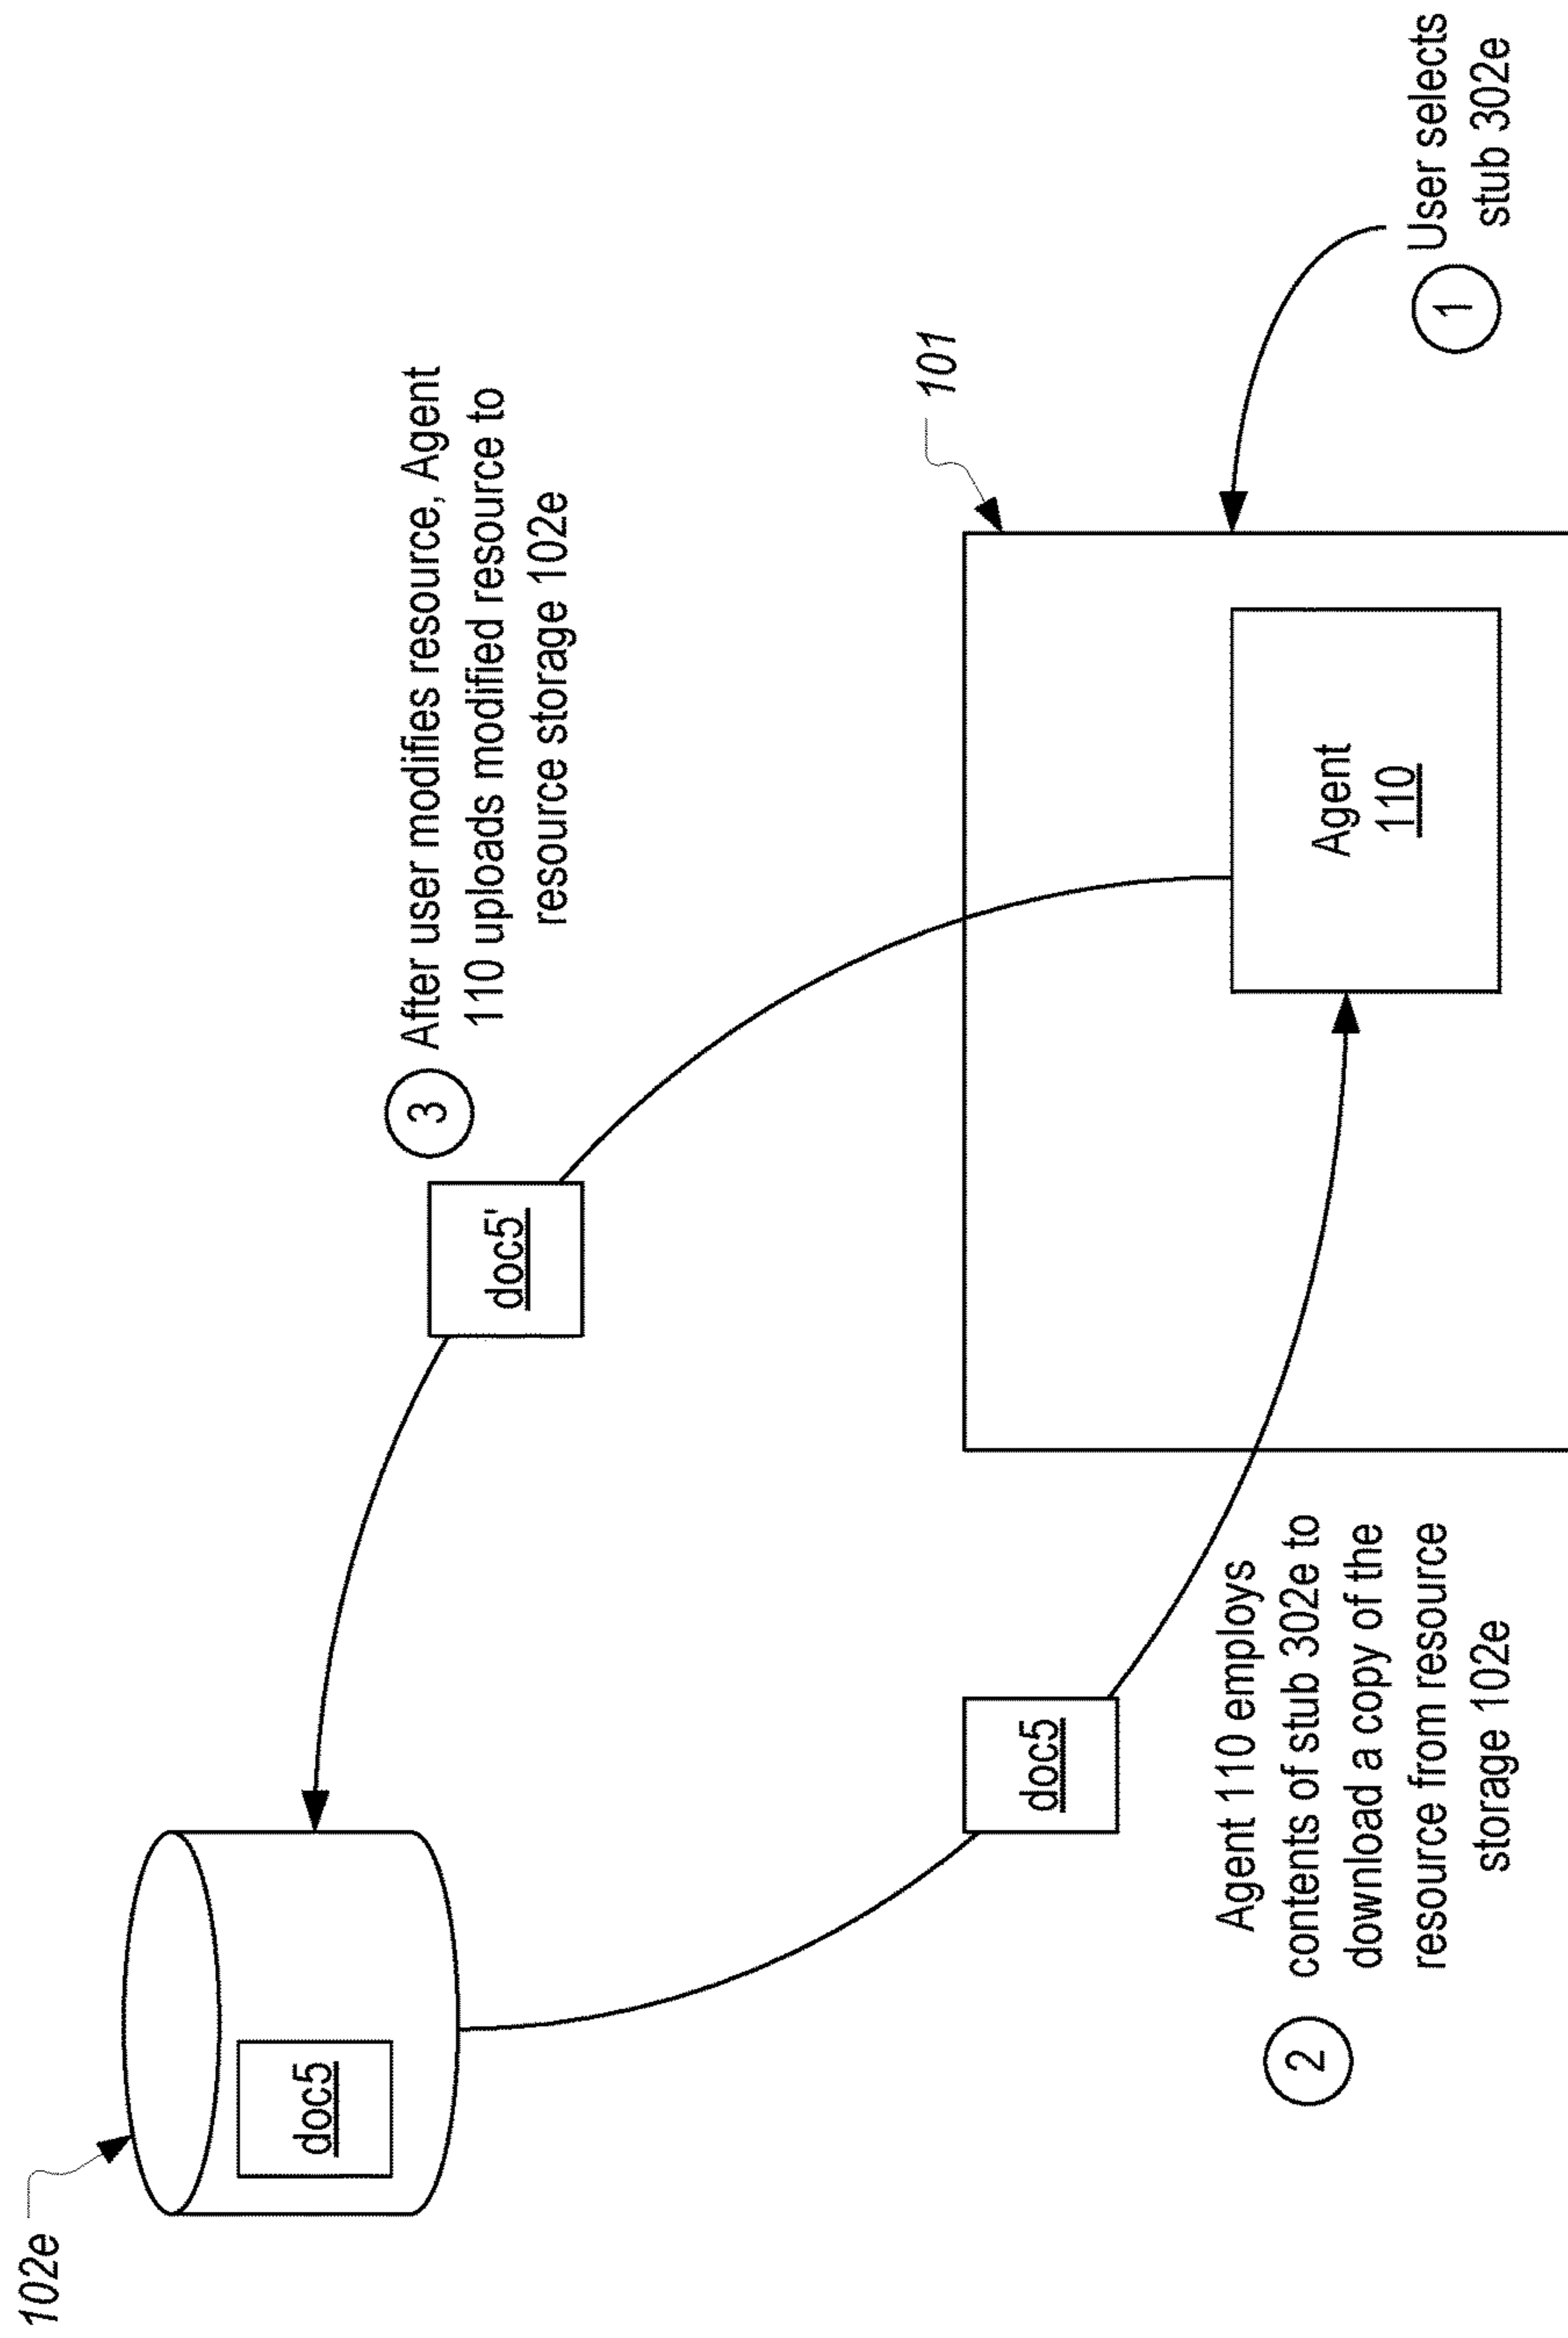 102e
doc5
doc5'
3
After user modifies resource, Agent
110 uploads modified resource to
resource storage 102e
doc5
101
Agent
110
2
Agent 110 employs
contents of stub 302e to
download a copy of the
resource from resource
storage 102e
1
User selects
stub 302e